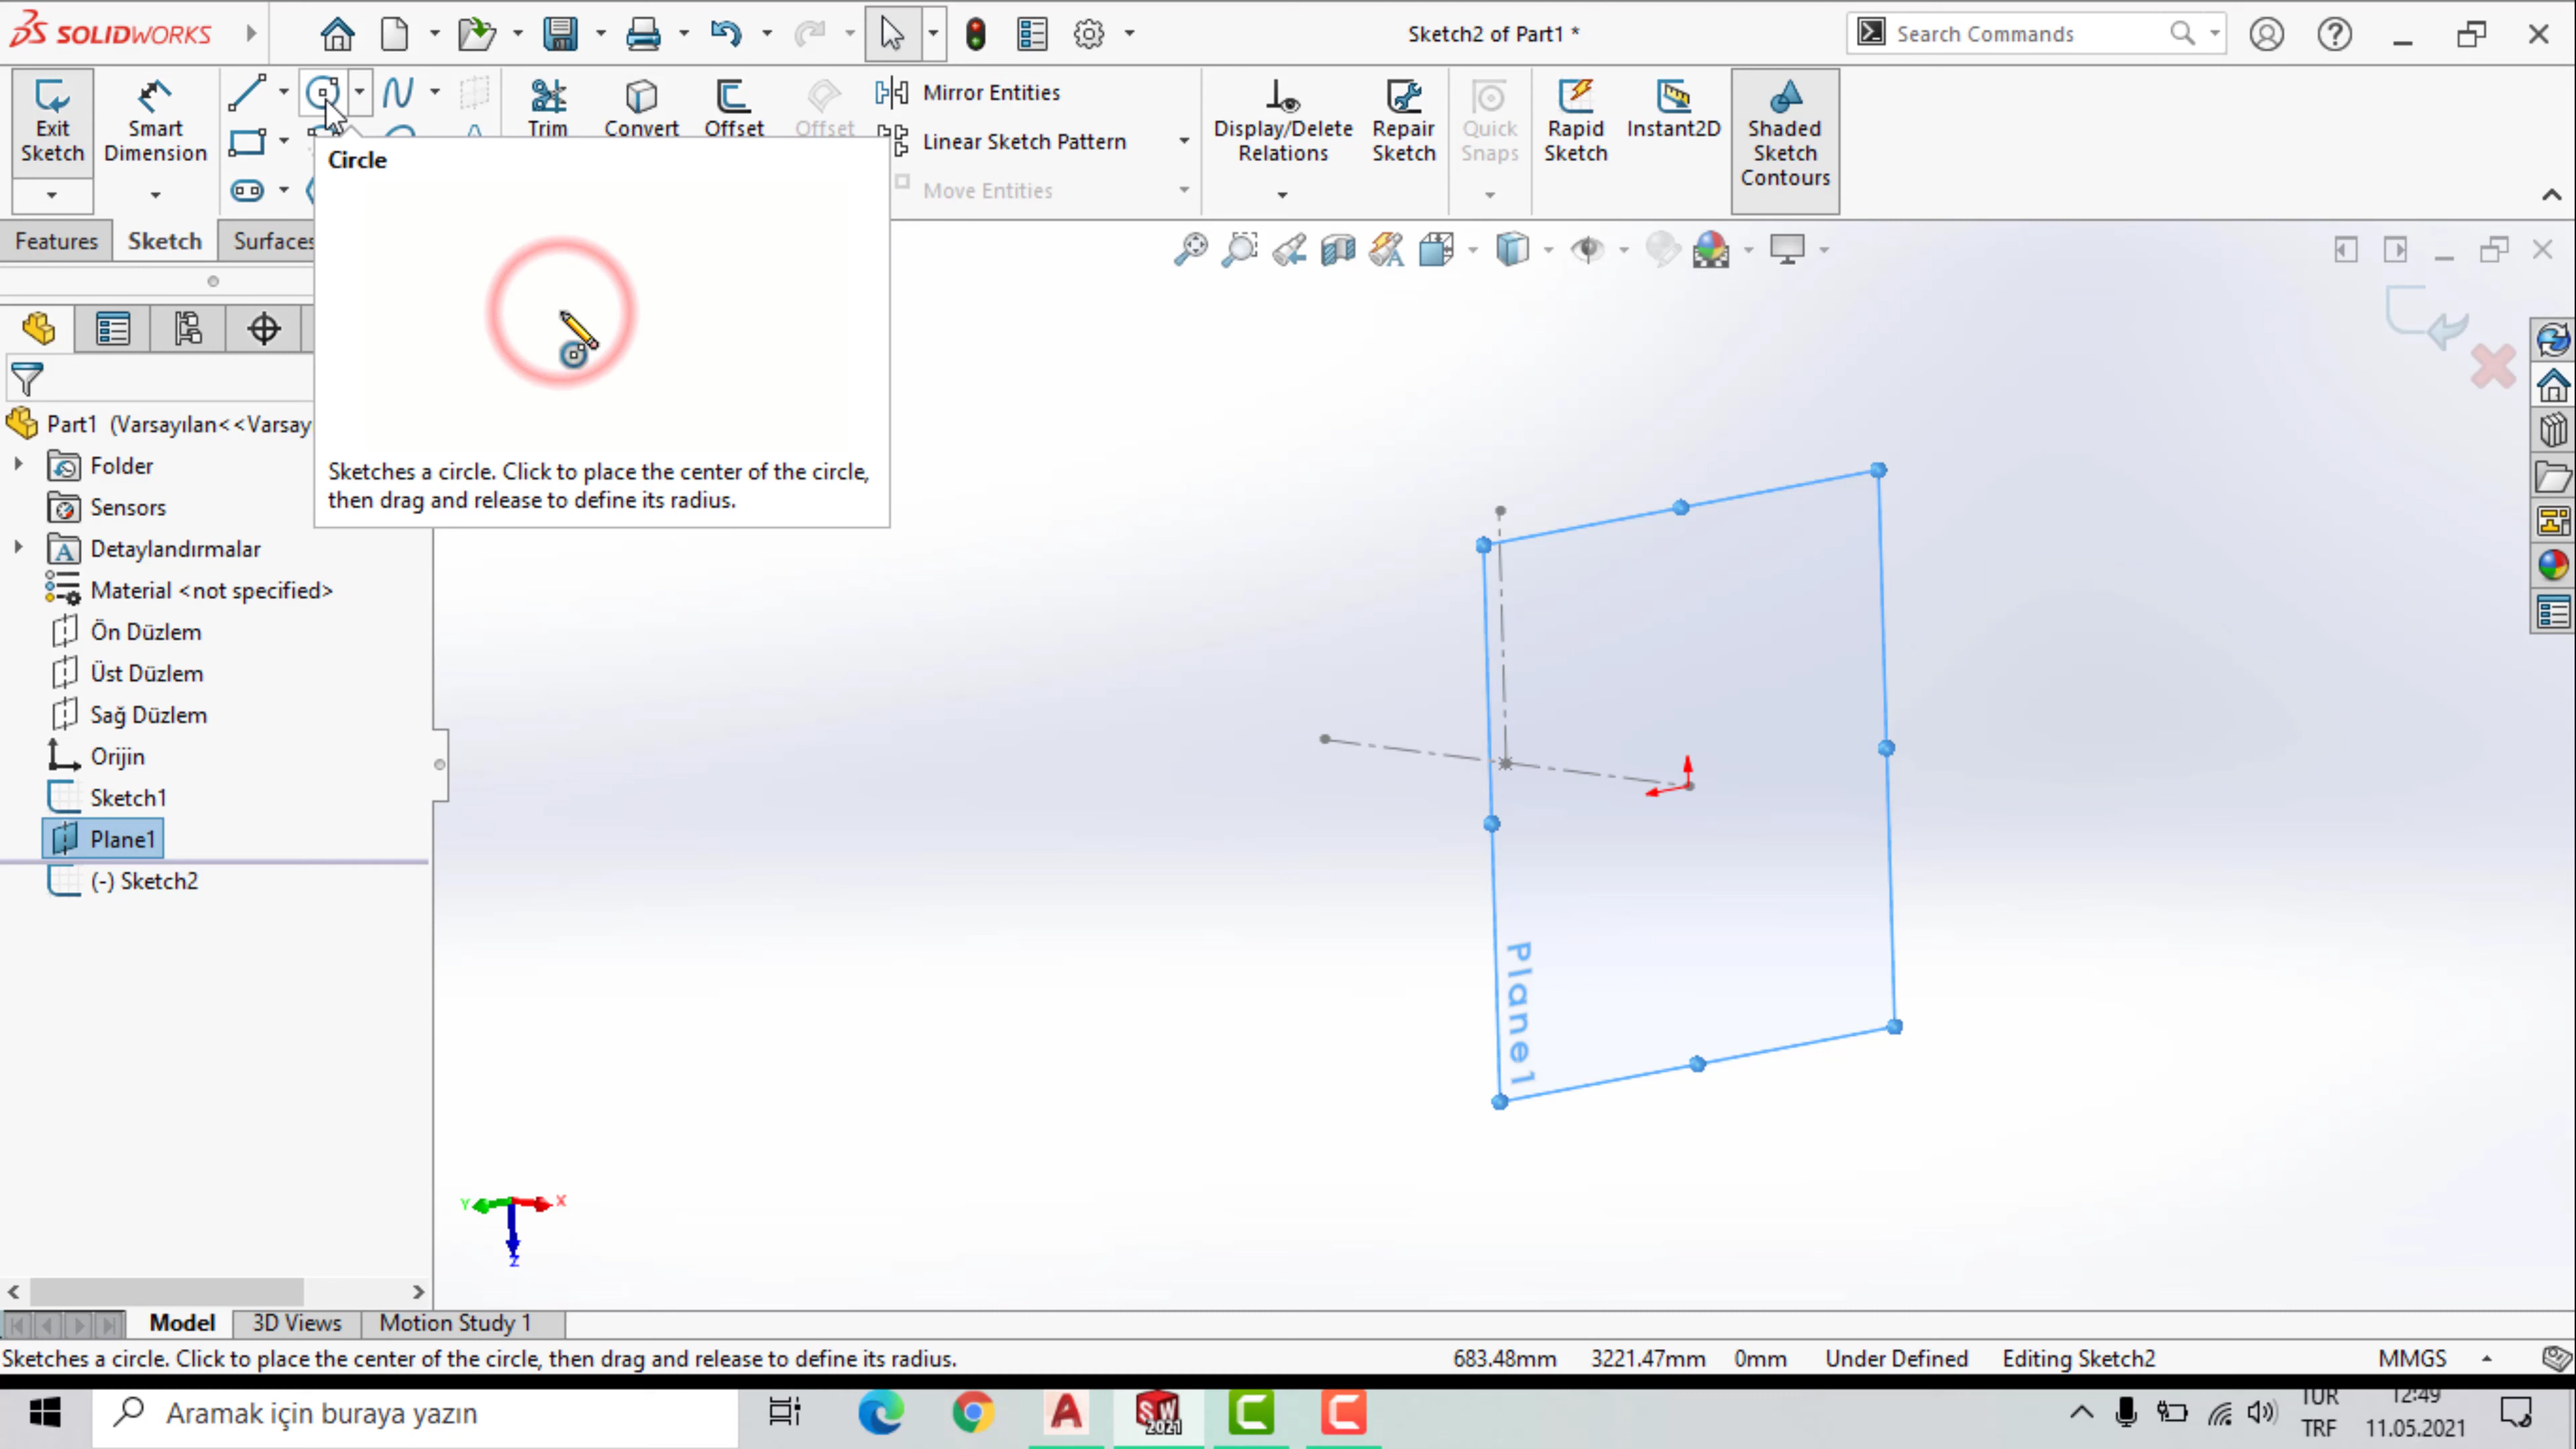 SOLIDWORKS
Sketch2 of Part1 *
Search Commands
Exit Sketch
Smart Dimension
Trim
Convert
Offset
Offset
Mirror Entities
Linear Sketch Pattern
Move Entities
Display/Delete Relations
Repair Sketch
Quick Snaps
Rapid Sketch
Instant2D
Shaded Sketch Contours
Features
Sketch
Surfaces
Circle
Sketches a circle. Click to place the center of the circle,
then drag and release to define its radius.
Part1 (Varsayılan<<Varsay
Folder
Sensors
Detaylandırmalar
Material <not specified>
Ön Düzlem
Üst Düzlem
Sağ Düzlem
Orijin
Sketch1
Plane1
(-) Sketch2
Plane1
Y
X
Z
Model
3D Views
Motion Study 1
Sketches a circle. Click to place the center of the circle, then drag and release to define its radius.
683.48mm
3221.47mm
0mm
Under Defined
Editing Sketch2
MMGS
Aramak için buraya yazın
SW
2021
TUR
TRF
12:49
11.05.2021